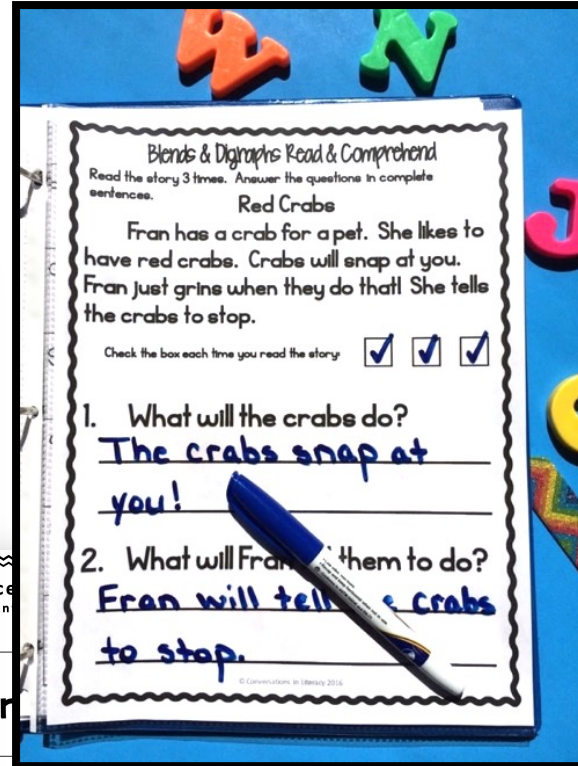 Blends & Digraphs Read & Comprehend
Read the story 3 times. Answer the questions in complete
sentences.
Red Crabs
Fran has a crab for a pet. She likes to
have red crabs. Crabs will snap at you.
Fran just grins when they do that! She tells
the crabs to stop.
Check the box each time you read the story:
1. What will the crabs do?
The crabs snap at
you!
2. What will Fran them to do?
Fran will tell crabs
to stop.
© Conversations in Literacy 2016